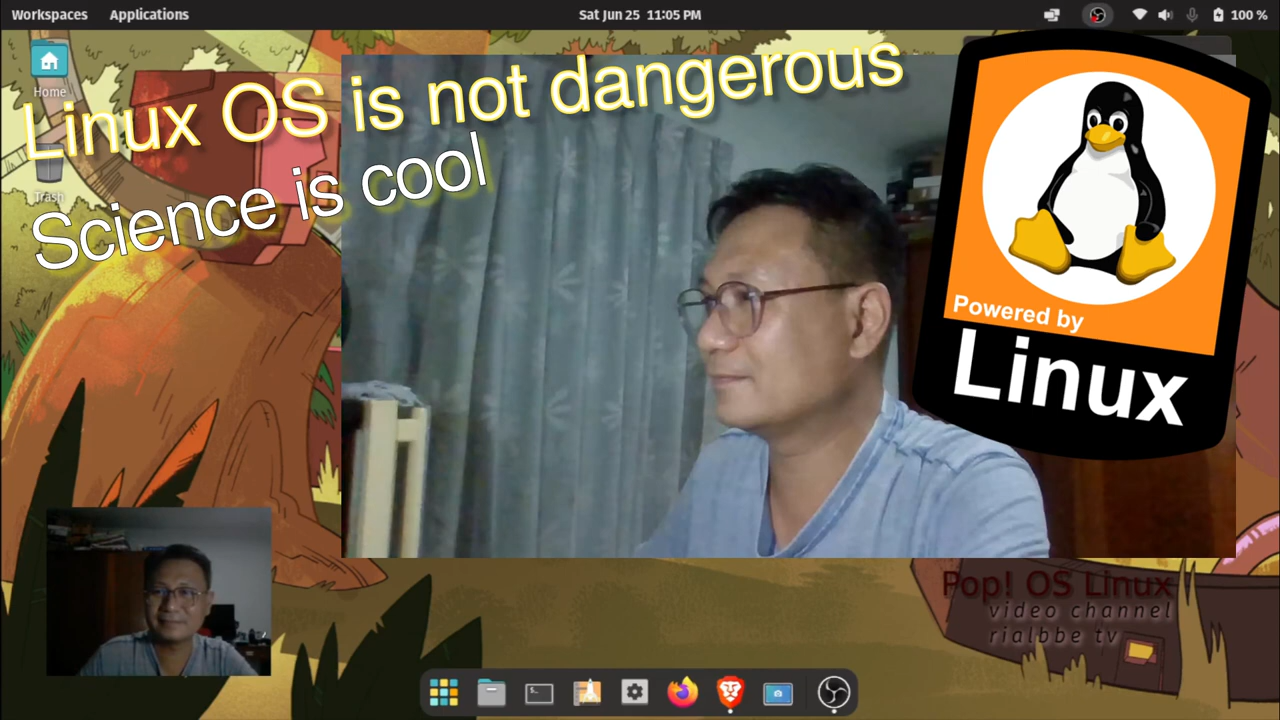 Workspaces Applications Sat Jun 25 11:05 PM 100 %
Home
Linux OS is not dangerous
Trash
Science is cool
Powered by
Linux
Pop! OS Linux
video channel
rialbbe tv